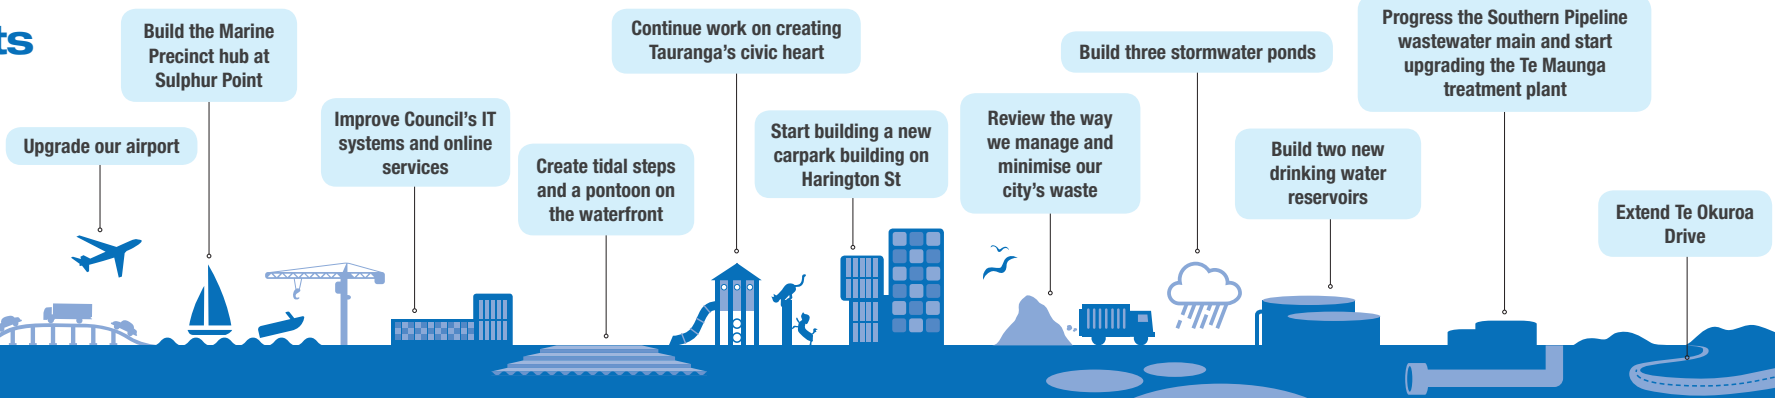 ts
Upgrade our airport
Build the Marine
Precinct hub at
Sulphur Point
Improve Council's IT
systems and online
services
Create tidal steps
and a pontoon on
the waterfront
Continue work on creating
Tauranga's civic heart
Start building a new
carpark building on
Harington St
Review the way
we manage and
minimise our
city's waste
Build three stormwater ponds
Build two new
drinking water
reservoirs
Progress the Southern Pipeline
wastewater main and start
upgrading the Te Maunga
treatment plant
Extend Te Okuroa
Drive